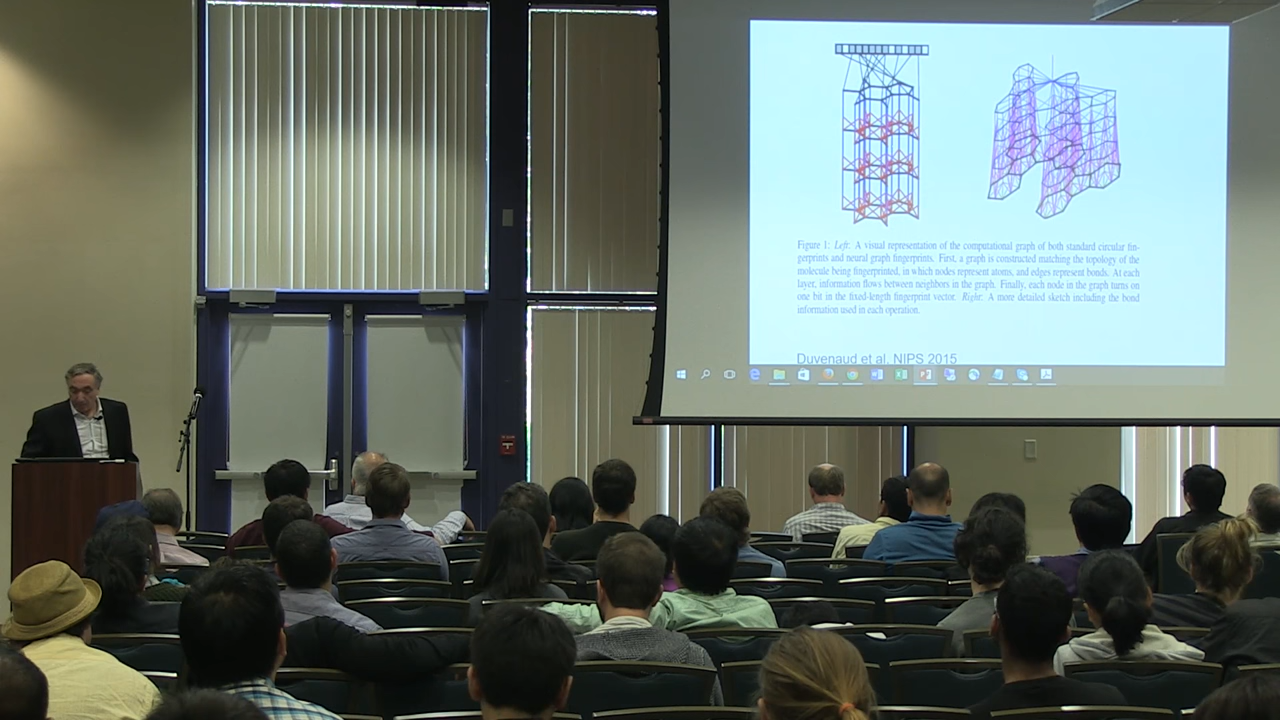 Figure 1: Left: A visual representation of the computational graph of both standard circular fin-
gerprints and neural graph fingerprints. First, a graph is constructed matching the topology of the
molecule being fingerprinted, in which nodes represent atoms, and edges represent bonds. At each
layer, information flows between neighbors in the graph. Finally, each node in the graph turns on
one bit in the fixed-length fingerprint vector. Right: A more detailed sketch including the bond
information used in each operation.
Duvenaud et al. NIPS 2015